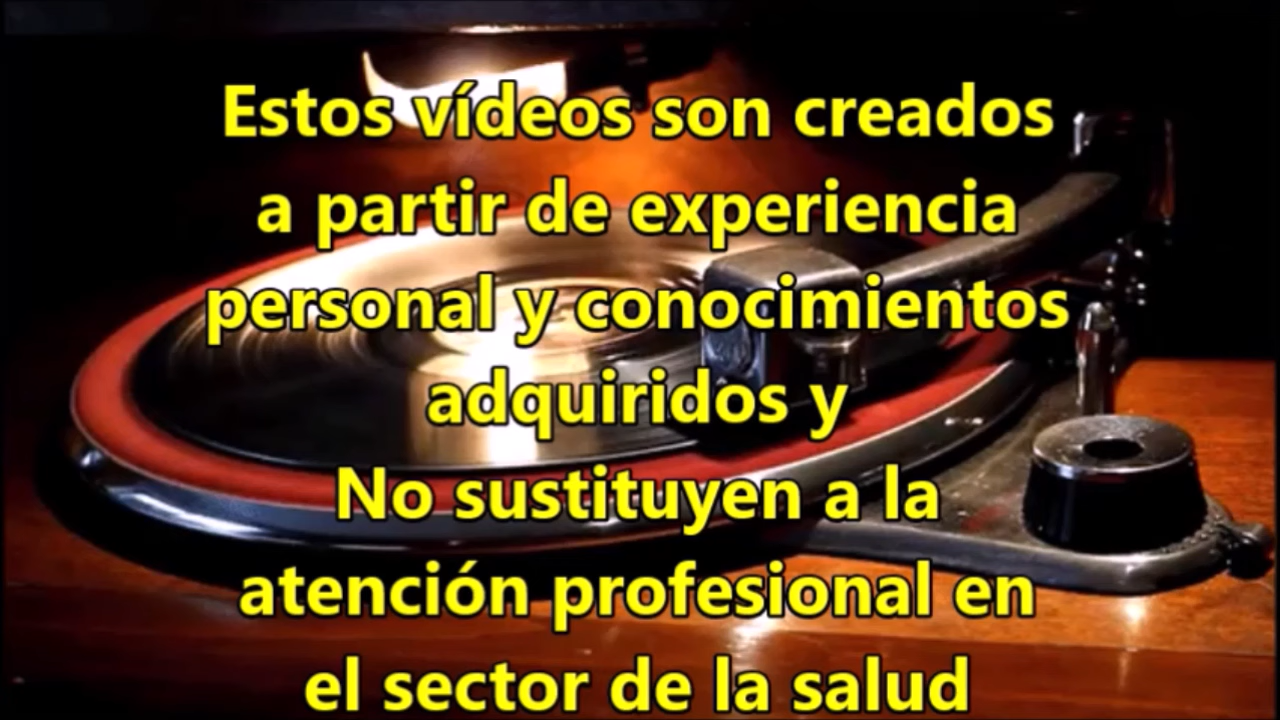 Estos vídeos son creados
a partir de experiencia
personal y conocimientos
adquiridos y
No sustituyen a la
atención profesional en
el sector de la salud